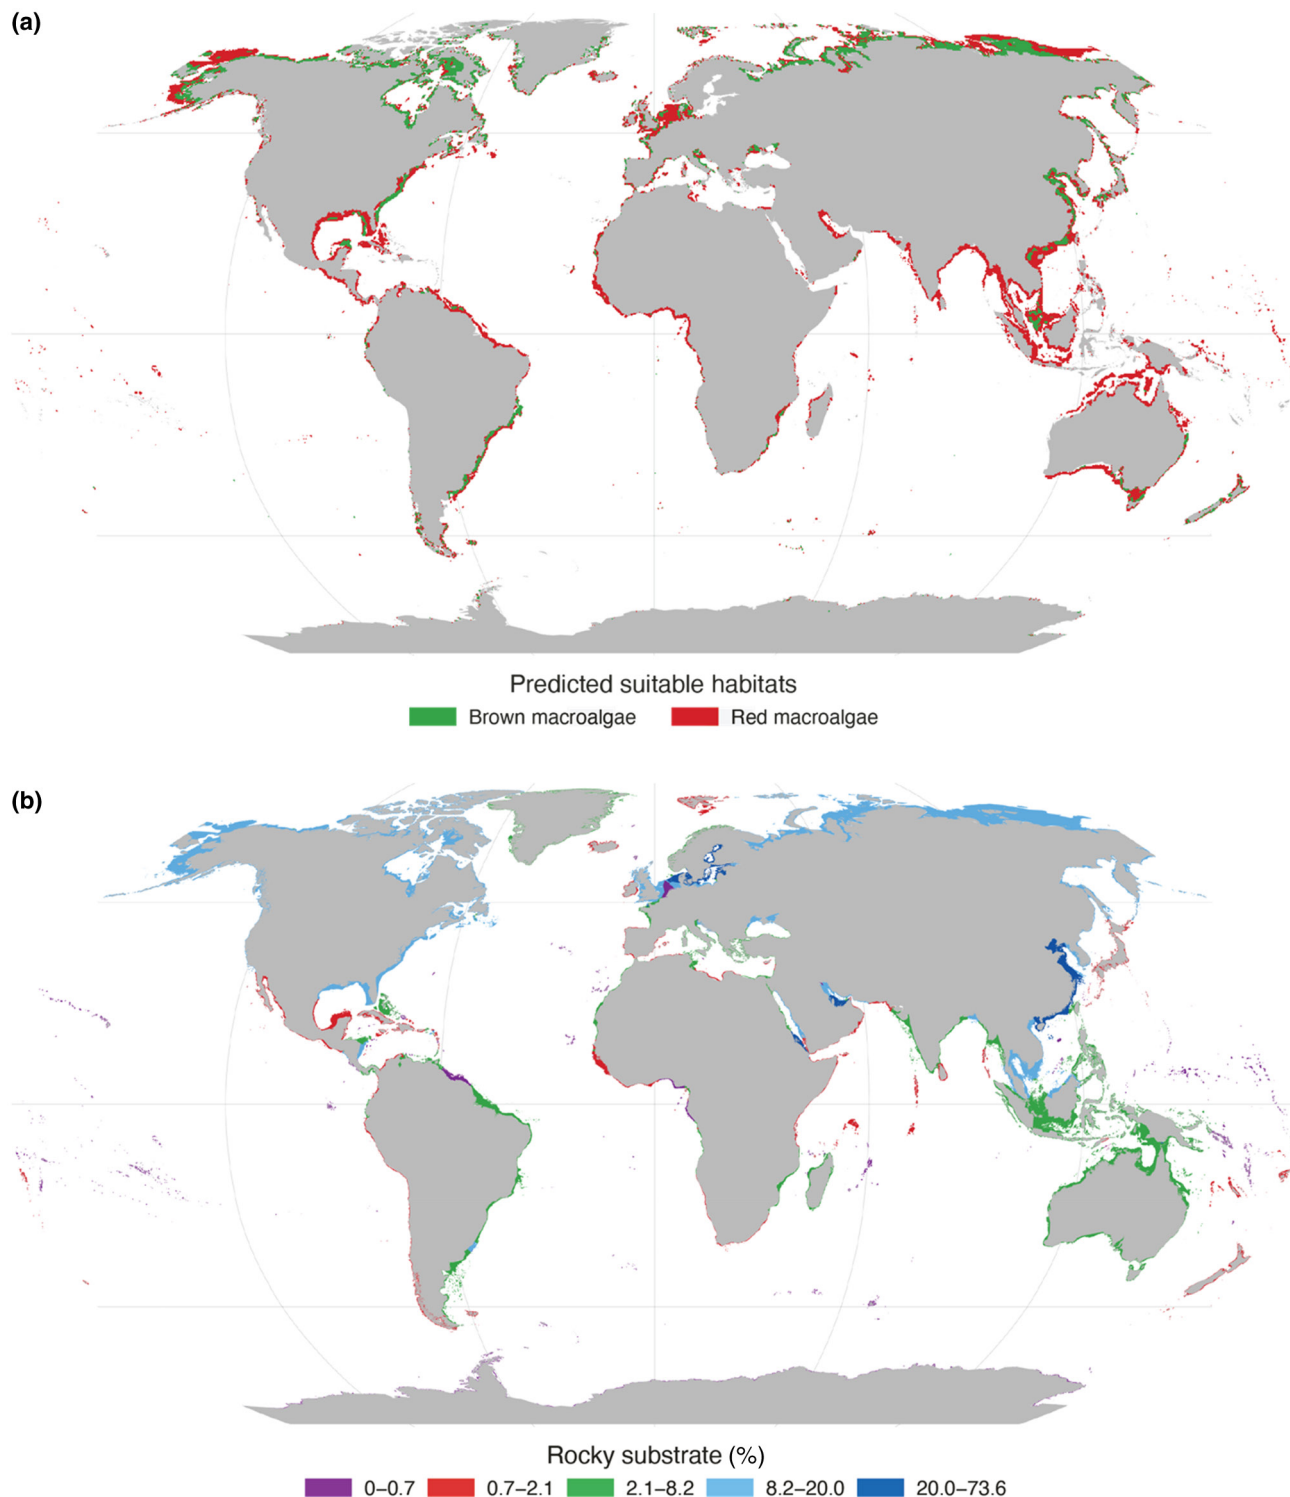 (a)
Predicted suitable habitats
Brown macroalgae Red macroalgae
(b)
Rocky substrate (%)
0–0.7 0.7–2.1 2.1–8.2 8.2–20.0 20.0–73.6